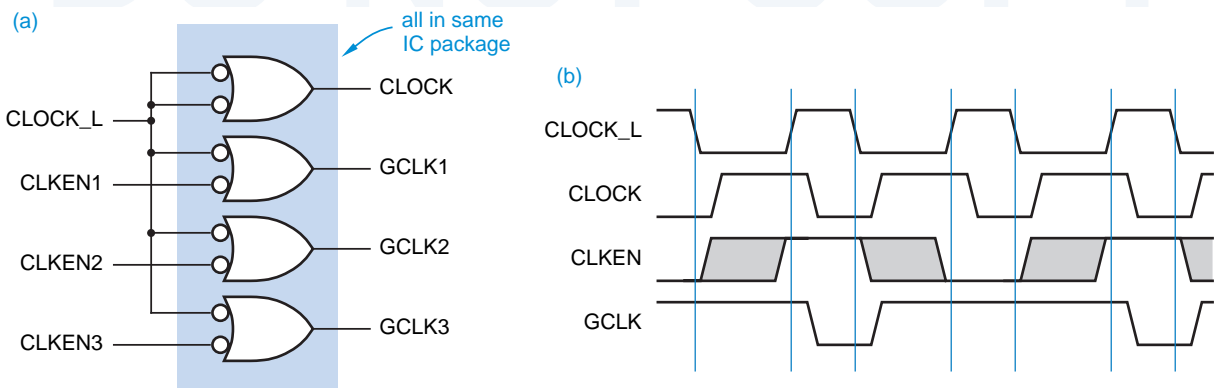 (a)
all in same
IC package
CLOCK_L
CLKEN1
CLKEN2
CLKEN3
CLOCK
GCLK1
GCLK2
GCLK3
(b)
CLOCK_L
CLOCK
CLKEN
GCLK